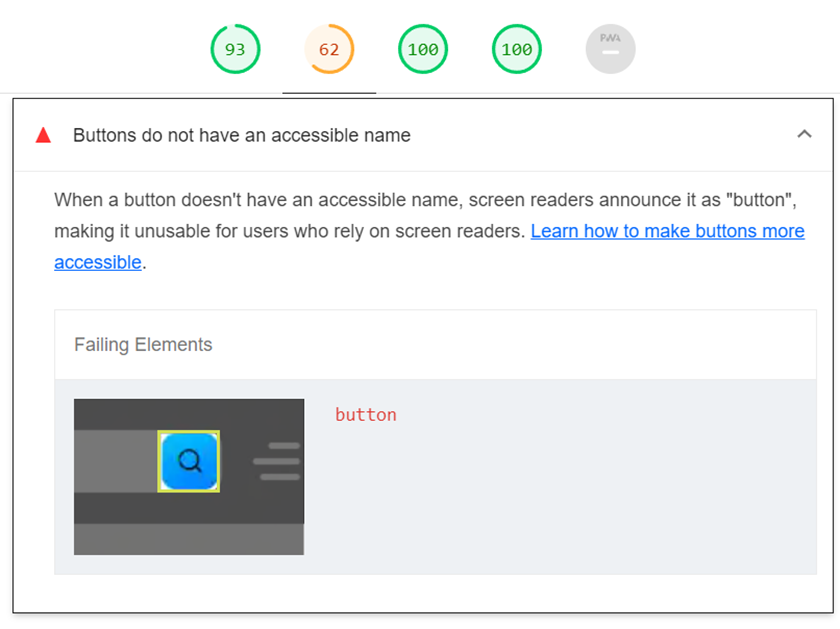 93 62 100 100 PWA
Buttons do not have an accessible name
When a button doesn't have an accessible name, screen readers announce it as "button",
making it unusable for users who rely on screen readers. Learn how to make buttons more
accessible.
Failing Elements
button